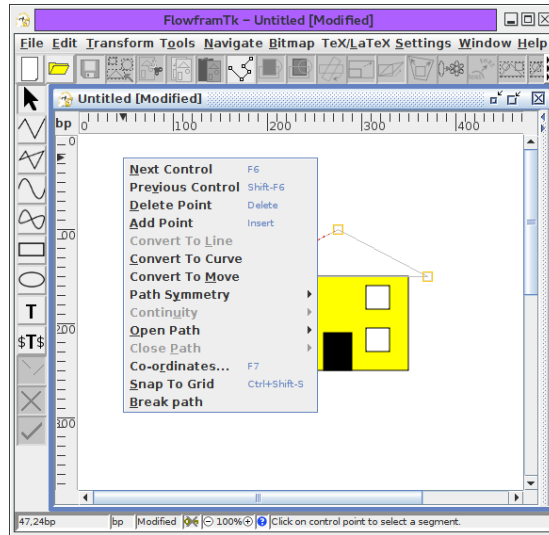 FlowframTk - Untitled [Modified]
File Edit Transform Tools Navigate Bitmap TeX/LaTeX Settings Window Help
Untitled [Modified]
bp 0 100 200 300 400
0
Next Control F6
Previous Control Shift-F6
Delete Point Delete
Add Point Insert
Convert To Line
Convert To Curve
Convert To Move
Path Symmetry
Continuity
Open Path
Close Path
Co-ordinates... F7
Snap To Grid Ctrl+Shift-S
Break path
100
200
300
T
$T$
47,24bp bp Modified 100% Click on control point to select a segment.